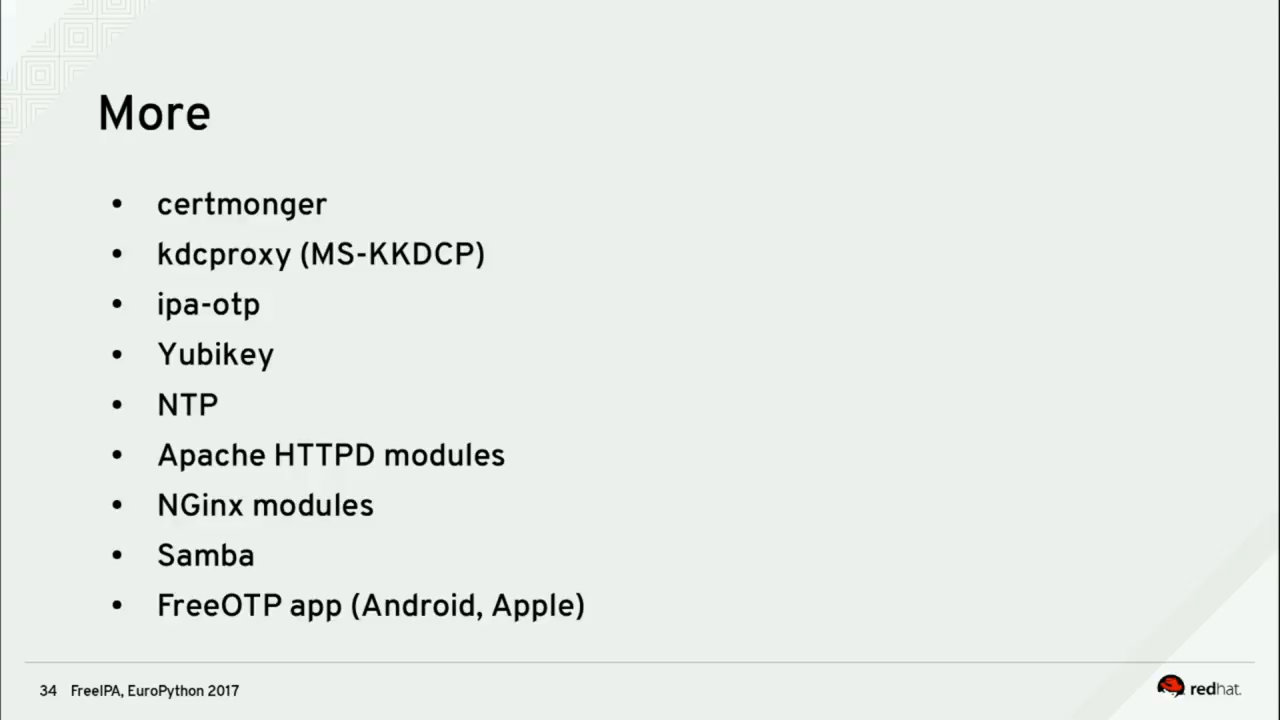 More
• certmonger
• kdcproxy (MS-KKDCP)
• ipa-otp
• Yubikey
• NTP
• Apache HTTPD modules
• NGinx modules
• Samba
• FreeOTP app (Android, Apple)
34 FreeIPA, EuroPython 2017
redhat.